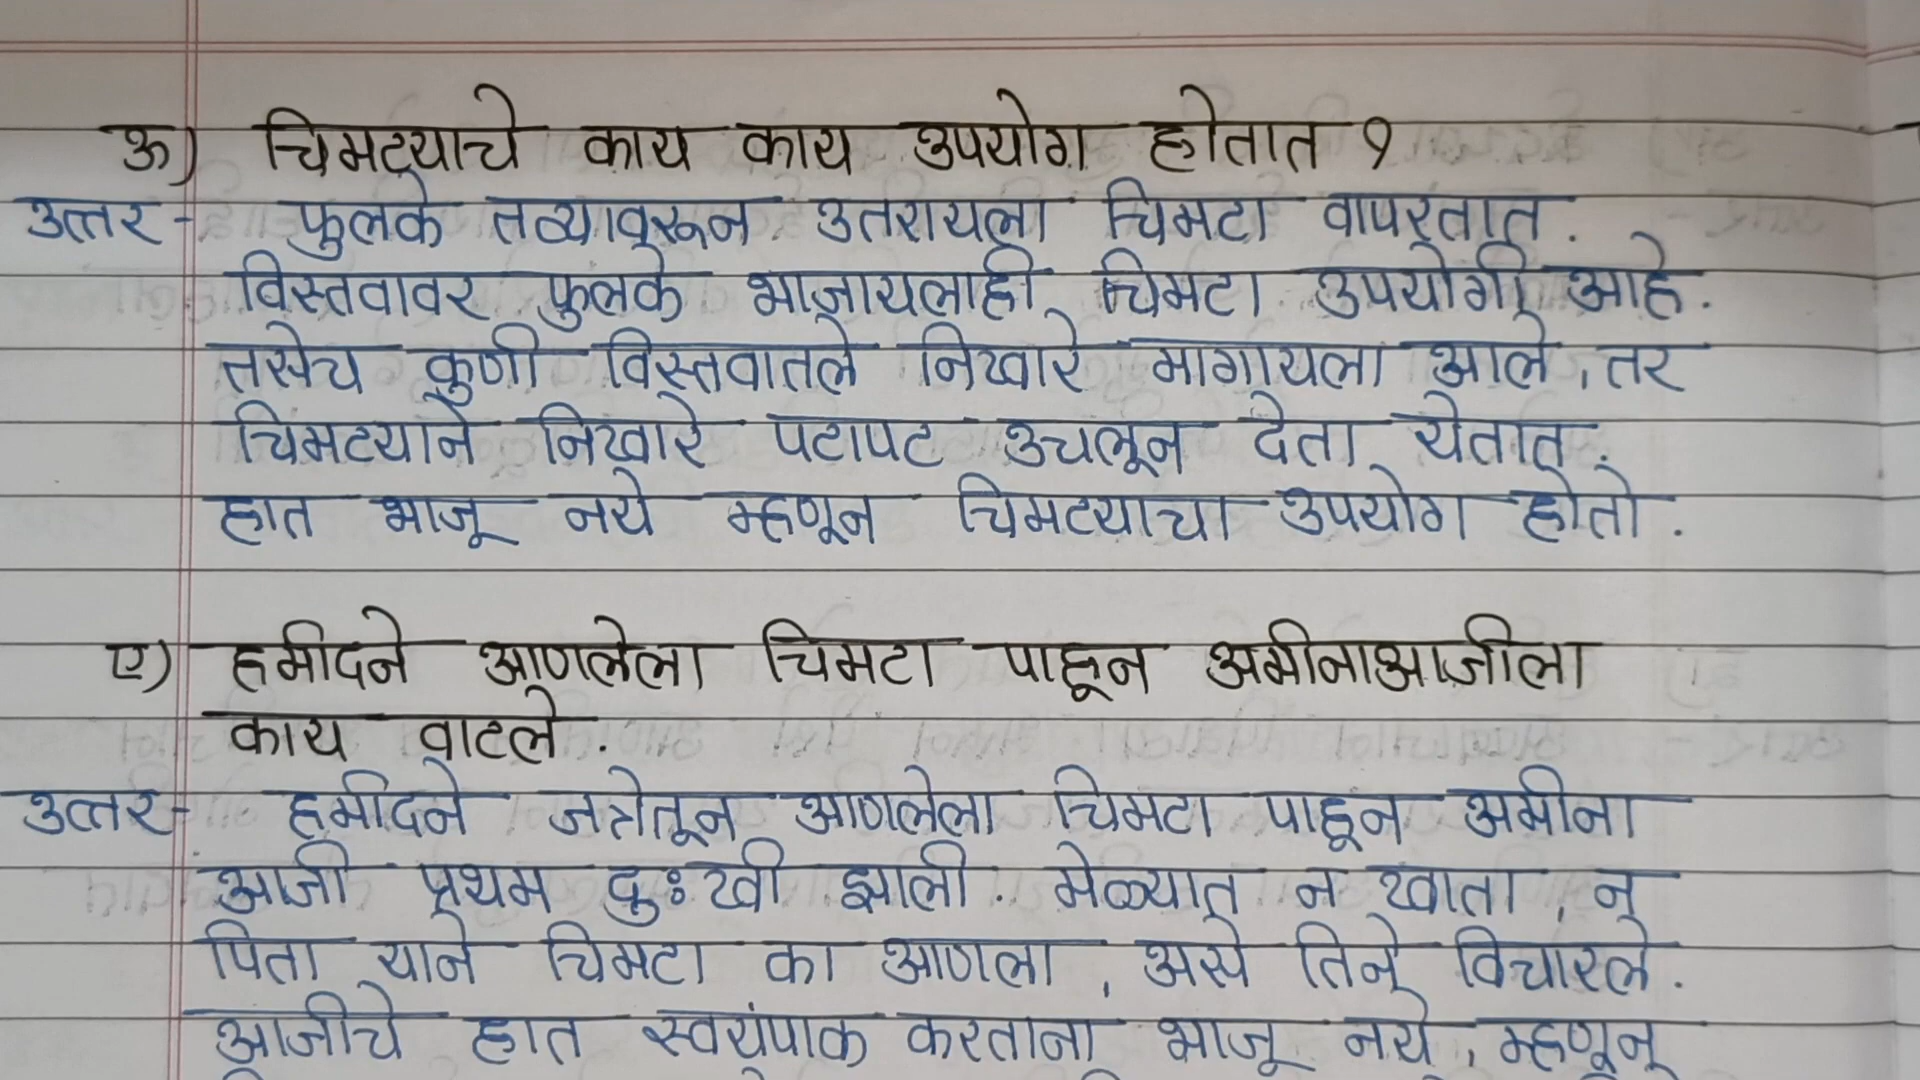 ऊ) चिमट्याचे काय काय उपयोग होतात ?
उत्तर - फुलके तव्यावरून उतरायला चिमटा वापरतात.
विस्तवावर फुलके भाजायलाही चिमटा उपयोगी आहे.
तसेच कुणी विस्तवातले निखारे मागायला आले, तर
चिमट्याने निखारे पटापट उचलून देता येतात.
हात भाजू नये म्हणून चिमट्याचा उपयोग होतो.
ए) हमीदने आणलेला चिमटा पाहून अमीनाआजीला
काय वाटले.
उत्तर - हमीदने जत्रेतून आणलेला चिमटा पाहून अमीना
आजी प्रथम दुःखी झाली. मेळ्यात न खाता, न
पिता याने चिमटा का आणला, असे तिने विचारले.
आजीचे हात स्वयंपाक करताना भाजू नये, म्हणून